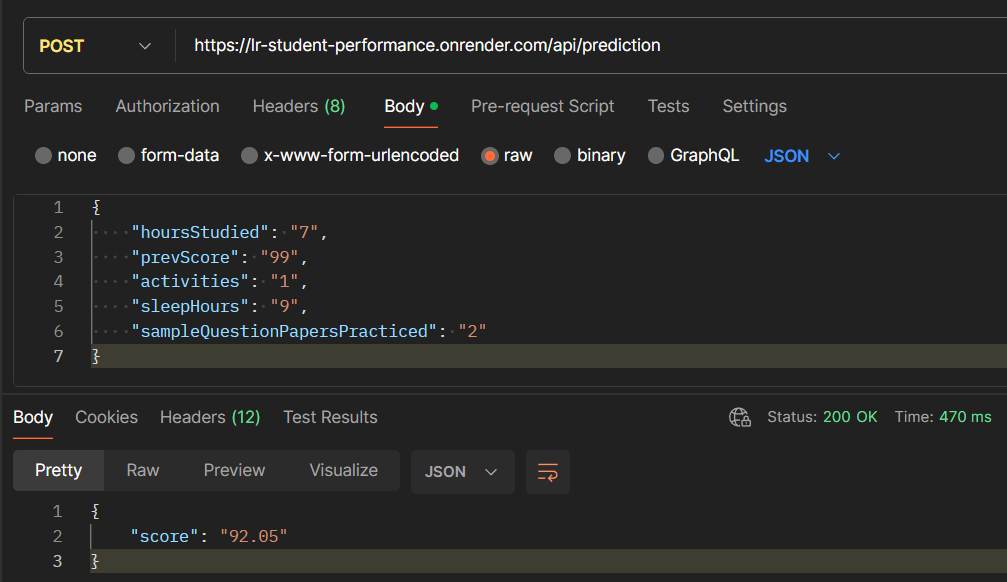 POST https://lr-student-performance.onrender.com/api/prediction
Params Authorization Headers (8) Body Pre-request Script Tests Settings
none form-data x-www-form-urlencoded raw binary GraphQL JSON
1 {
2 "hoursStudied": "7",
3 "prevScore": "99",
4 "activities": "1",
5 "sleepHours": "9",
6 "sampleQuestionPapersPracticed": "2"
7 }
Body Cookies Headers (12) Test Results Status: 200 OK Time: 470 ms
Pretty Raw Preview Visualize JSON
1 {
2 "score": "92.05"
3 }